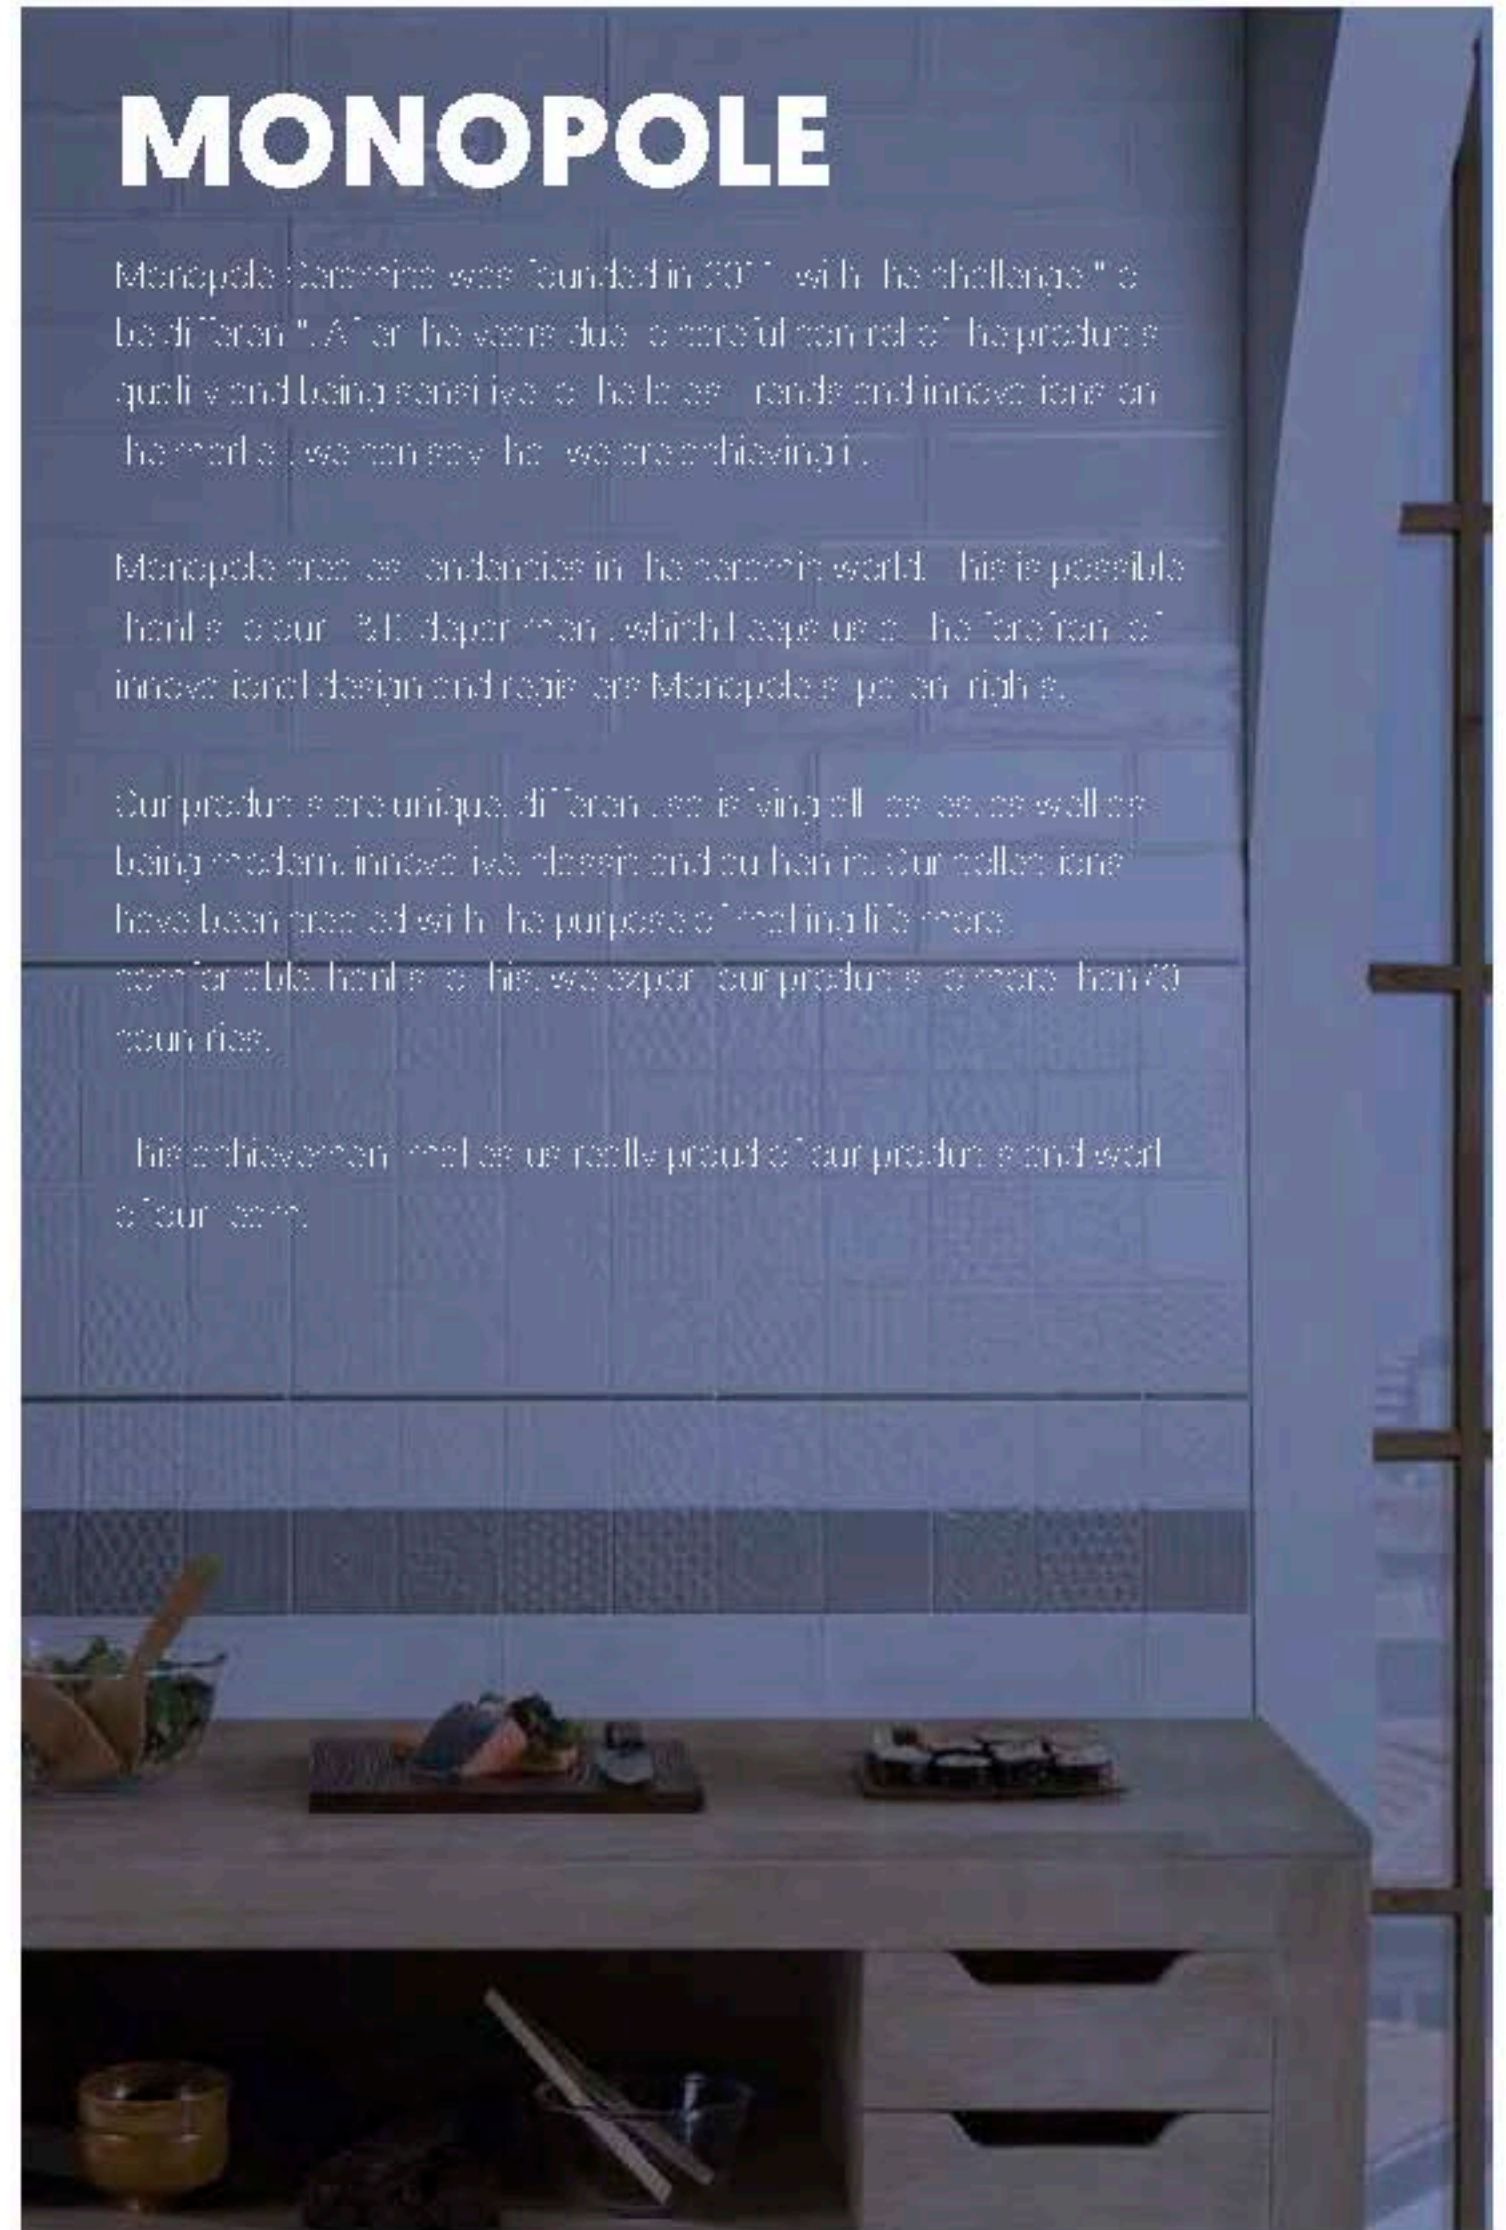 MONOPOLE
Monopole Ceramica was founded in with the challenge "to
be different". After the years due to careful control of the products
quality and being sensitive to the latest trends and innovations on
the market, we can say that we are achieving it.
Monopole creates tendencies in the ceramic world. This is possible
thanks to our R&D department, which keeps us at the forefront of
innovational design and registers Monopole's patent rights.
Our products are unique, different, satisfying all tastes, as well as
being modern, innovative, classic and authentic. Our collections
have been created with the purpose of making life more
comfortable, thanks to this, we export our products to more than 70
countries.
This achievement makes us really proud of our products and work
of our team.